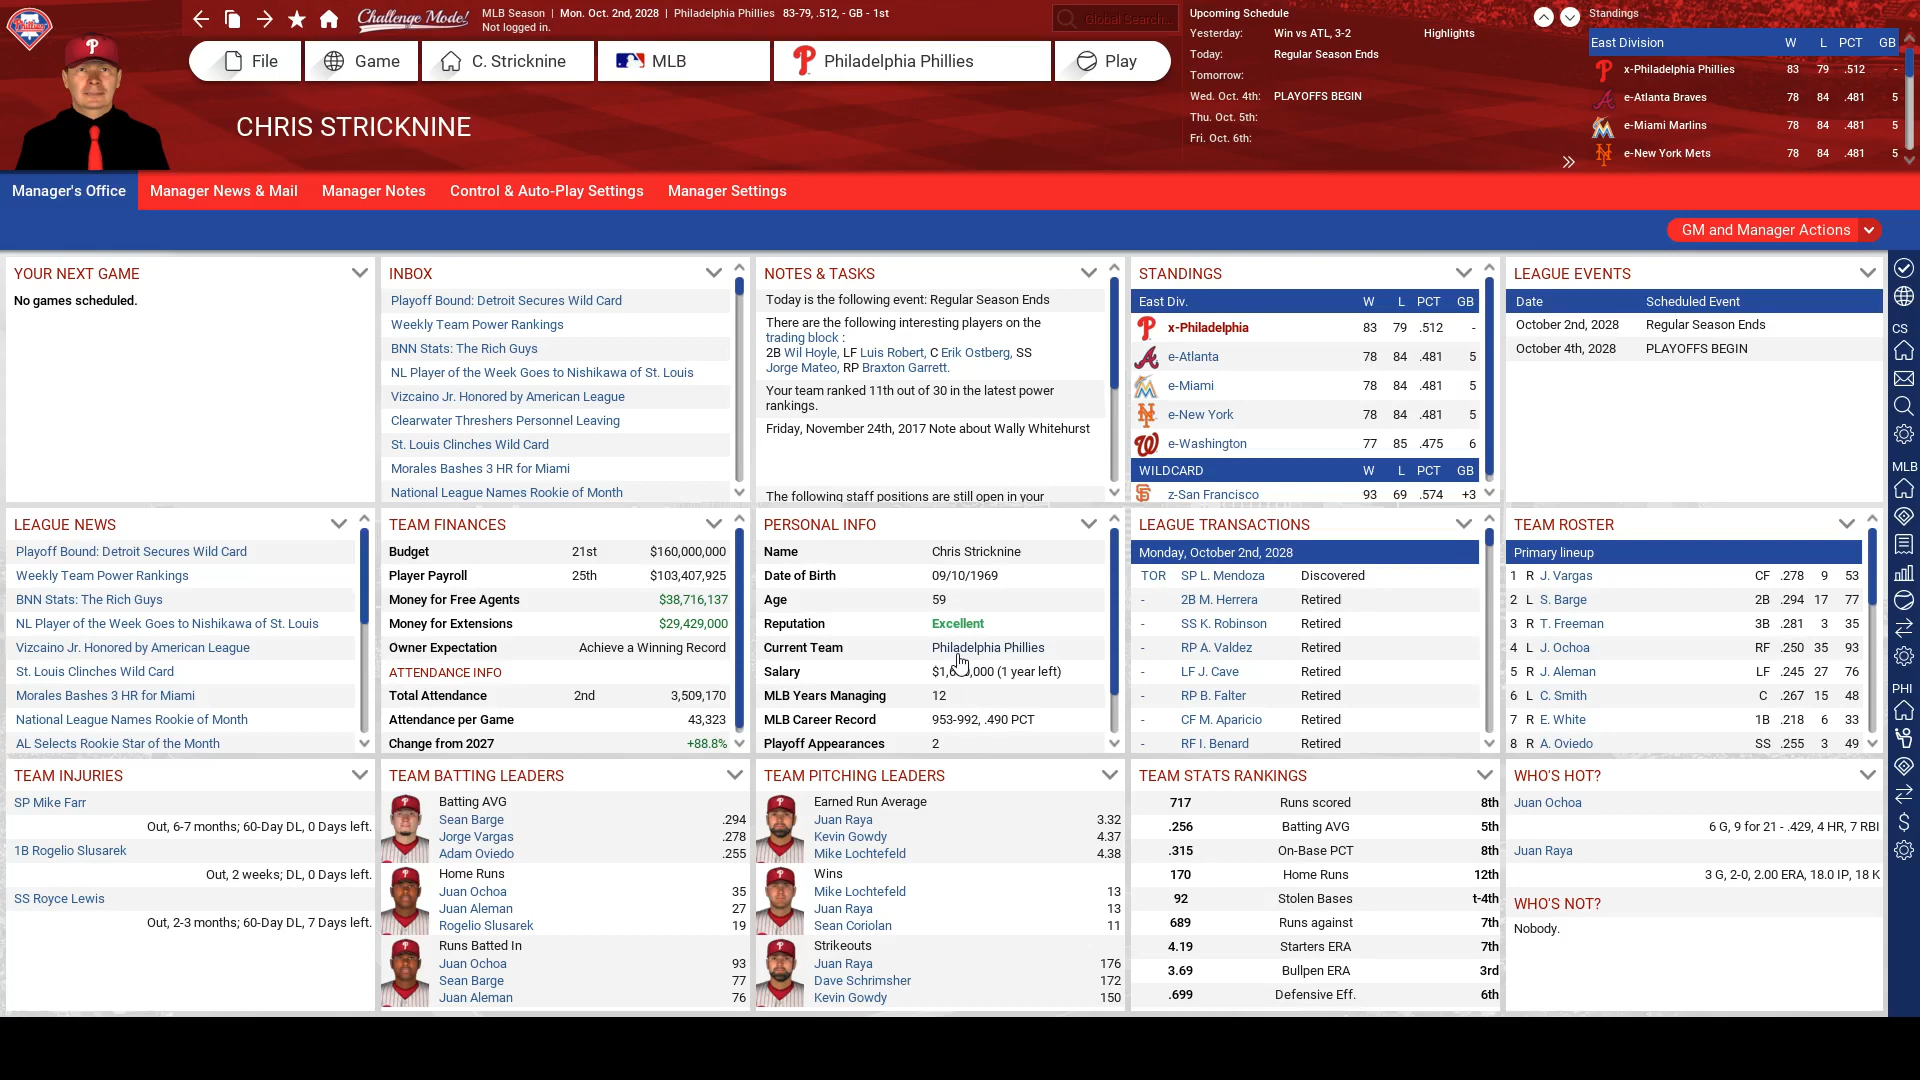 MLB Season | Mon. Oct. 2nd, 2028 | Philadelphia Phillies 83-79, .512, - GB - 1st
Not logged in.
Challenge Mode!
Global Search...
File
Game
C. Stricknine
MLB
Philadelphia Phillies
Play
CHRIS STRICKNINE
Upcoming Schedule
Yesterday: Win vs ATL, 3-2 Highlights
Today: Regular Season Ends
Tomorrow:
Wed. Oct. 4th: PLAYOFFS BEGIN
Thu. Oct. 5th:
Fri. Oct. 6th:
Standings
East Division W L PCT GB
x-Philadelphia Phillies 83 79 .512 -
e-Atlanta Braves 78 84 .481 5
e-Miami Marlins 78 84 .481 5
e-New York Mets 78 84 .481 5
Manager's Office
Manager News & Mail
Manager Notes
Control & Auto-Play Settings
Manager Settings
GM and Manager Actions
YOUR NEXT GAME
No games scheduled.
INBOX
Playoff Bound: Detroit Secures Wild Card
Weekly Team Power Rankings
BNN Stats: The Rich Guys
NL Player of the Week Goes to Nishikawa of St. Louis
Vizcaino Jr. Honored by American League
Clearwater Threshers Personnel Leaving
St. Louis Clinches Wild Card
Morales Bashes 3 HR for Miami
National League Names Rookie of Month
NOTES & TASKS
Today is the following event: Regular Season Ends
There are the following interesting players on the
trading block :
2B Wil Hoyle, LF Luis Robert, C Erik Ostberg, SS
Jorge Mateo, RP Braxton Garrett.
Your team ranked 11th out of 30 in the latest power
rankings.
Friday, November 24th, 2017 Note about Wally Whitehurst
The following staff positions are still open in your
STANDINGS
East Div. W L PCT GB
x-Philadelphia 83 79 .512 -
e-Atlanta 78 84 .481 5
e-Miami 78 84 .481 5
e-New York 78 84 .481 5
e-Washington 77 85 .475 6
WILDCARD W L PCT GB
z-San Francisco 93 69 .574 +3
LEAGUE EVENTS
Date Scheduled Event
October 2nd, 2028 Regular Season Ends
October 4th, 2028 PLAYOFFS BEGIN
LEAGUE NEWS
Playoff Bound: Detroit Secures Wild Card
Weekly Team Power Rankings
BNN Stats: The Rich Guys
NL Player of the Week Goes to Nishikawa of St. Louis
Vizcaino Jr. Honored by American League
St. Louis Clinches Wild Card
Morales Bashes 3 HR for Miami
National League Names Rookie of Month
AL Selects Rookie Star of the Month
TEAM FINANCES
Budget 21st $160,000,000
Player Payroll 25th $103,407,925
Money for Free Agents $38,716,137
Money for Extensions $29,429,000
Owner Expectation Achieve a Winning Record
ATTENDANCE INFO
Total Attendance 2nd 3,509,170
Attendance per Game 43,323
Change from 2027 +88.8%
PERSONAL INFO
Name Chris Stricknine
Date of Birth 09/10/1969
Age 59
Reputation Excellent
Current Team Philadelphia Phillies
Salary (1 year left)
MLB Years Managing 12
MLB Career Record 953-992, .490 PCT
Playoff Appearances 2
LEAGUE TRANSACTIONS
Monday, October 2nd, 2028
TOR SP L. Mendoza Discovered
- 2B M. Herrera Retired
- SS K. Robinson Retired
- RP A. Valdez Retired
- LF J. Cave Retired
- RP B. Falter Retired
- CF M. Aparicio Retired
- RF I. Benard Retired
TEAM ROSTER
Primary lineup
1 R J. Vargas CF .278 9 53
2 L S. Barge 2B .294 17 77
3 R T. Freeman 3B .281 3 35
4 L J. Ochoa RF .250 35 93
5 R J. Aleman LF .245 27 76
6 L C. Smith C .267 15 48
7 R E. White 1B .218 6 33
8 R A. Oviedo SS .255 3 49
TEAM INJURIES
SP Mike Farr
Out, 6-7 months; 60-Day DL, 0 Days left.
1B Rogelio Slusarek
Out, 2 weeks; DL, 0 Days left.
SS Royce Lewis
Out, 2-3 months; 60-Day DL, 7 Days left.
TEAM BATTING LEADERS
Batting AVG
Sean Barge .294
Jorge Vargas .278
Adam Oviedo .255
Home Runs
Juan Ochoa 35
Juan Aleman 27
Rogelio Slusarek 19
Runs Batted In
Juan Ochoa 93
Sean Barge 77
Juan Aleman 76
TEAM PITCHING LEADERS
Earned Run Average
Juan Raya 3.32
Kevin Gowdy 4.37
Mike Lochtefeld 4.38
Wins
Mike Lochtefeld 13
Juan Raya 13
Sean Coriolan 11
Strikeouts
Juan Raya 176
Dave Schrimsher 172
Kevin Gowdy 150
TEAM STATS RANKINGS
717 Runs scored 8th
.256 Batting AVG 5th
.315 On-Base PCT 8th
170 Home Runs 12th
92 Stolen Bases t-4th
689 Runs against 7th
4.19 Starters ERA 7th
3.69 Bullpen ERA 3rd
.699 Defensive Eff. 6th
WHO'S HOT?
Juan Ochoa
6 G, 9 for 21 - .429, 4 HR, 7 RBI
Juan Raya
3 G, 2-0, 2.00 ERA, 18.0 IP, 18 K
WHO'S NOT?
Nobody.
CS
MLB
PHI